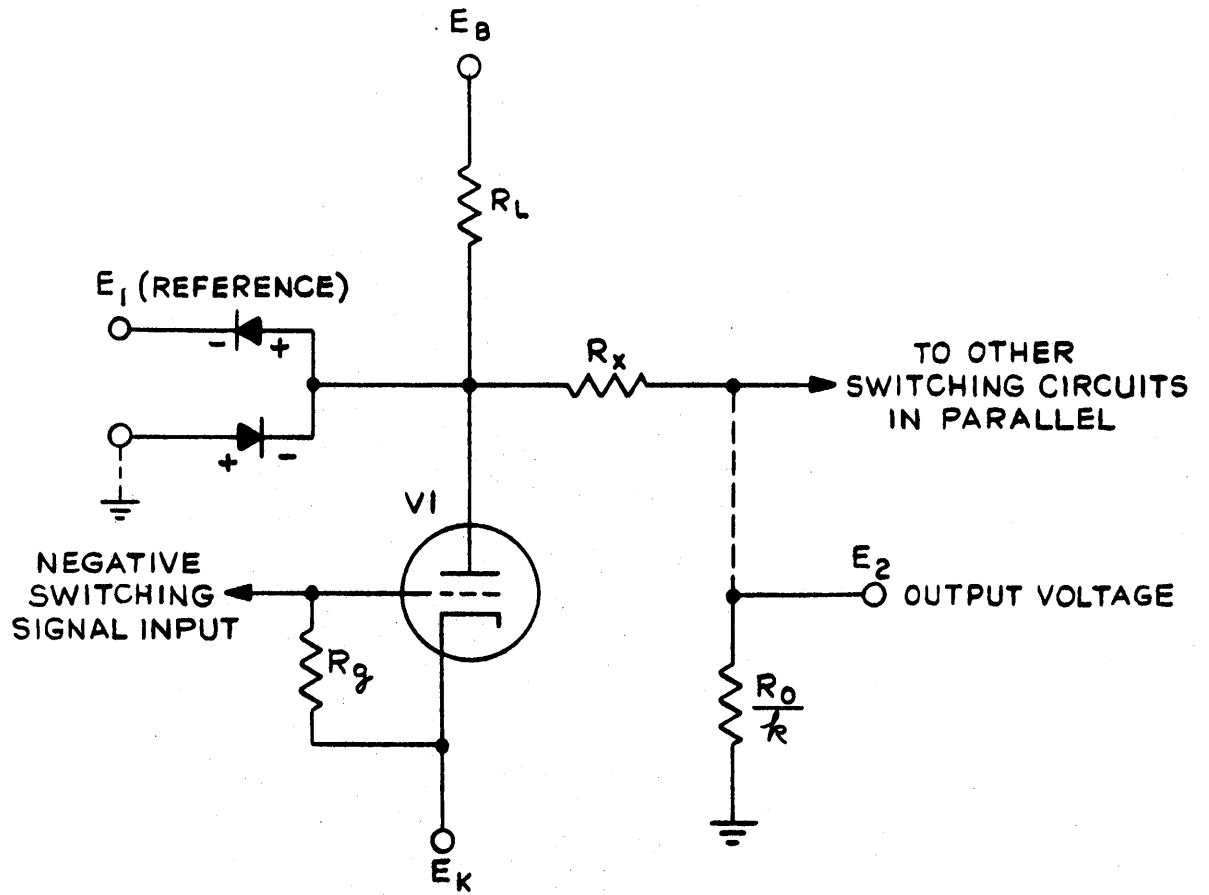 E_B
R_L
E_1 (REFERENCE)
- +
+ -
R_x
TO OTHER
SWITCHING CIRCUITS
IN PARALLEL
V1
NEGATIVE
SWITCHING
SIGNAL INPUT
R_g
E_2 OUTPUT VOLTAGE
R_0
k
E_K